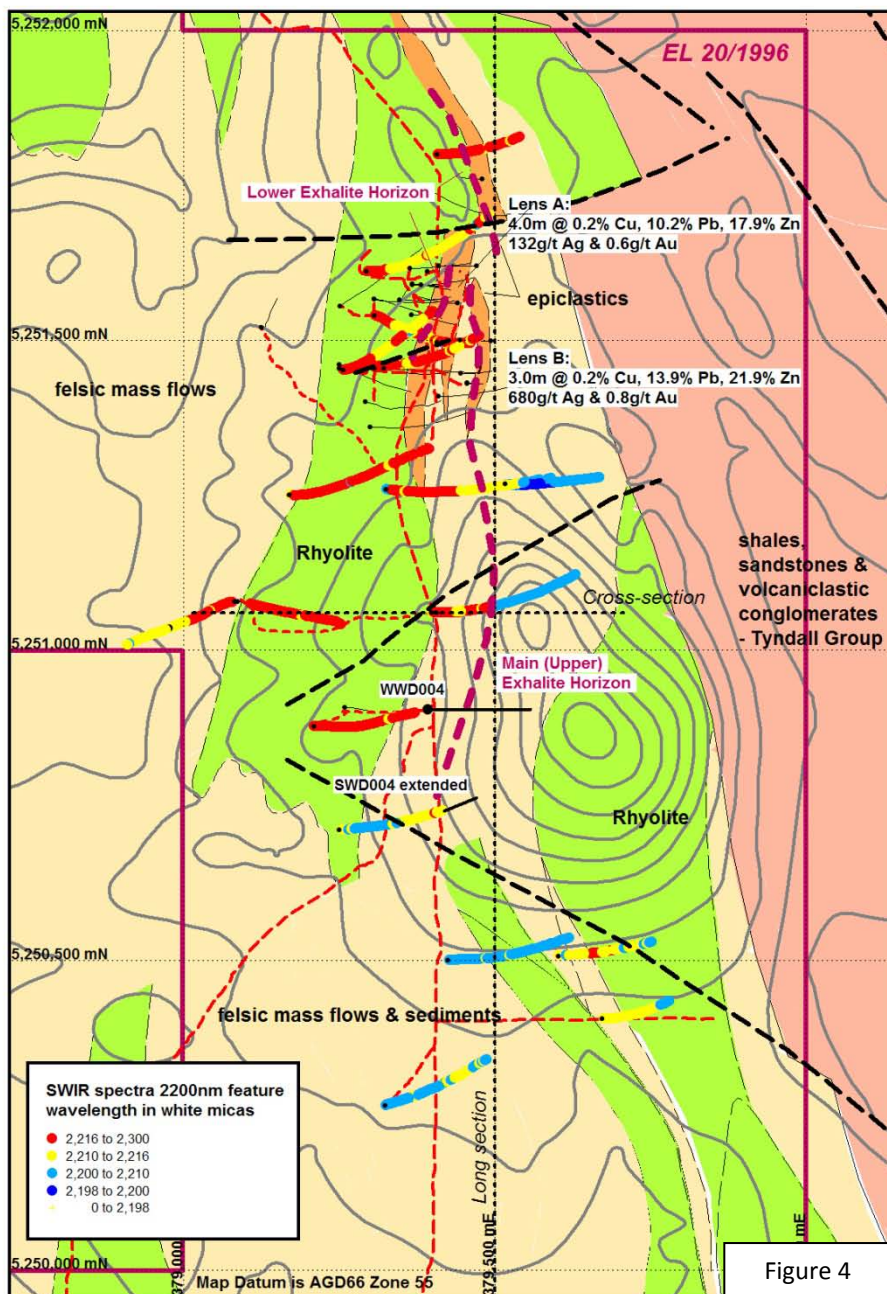 5,252,000 mN
EL 20/1996
Lower Exhalite Horizon
Lens A:
4.0m @ 0.2% Cu, 10.2% Pb, 17.9% Zn
132g/t Ag & 0.6g/t Au
epiclastics
5,251,500 mN
Lens B:
3.0m @ 0.2% Cu, 13.9% Pb, 21.9% Zn
680g/t Ag & 0.8g/t Au
felsic mass flows
Rhyolite
shales,
sandstones &
volcaniclastic
conglomerates
- Tyndall Group
Cross-section
5,251,000 mN
Main (Upper)
Exhalite Horizon
WWD004
SWD004 extended
Rhyolite
5,250,500 mN
felsic mass flows & sediments
SWIR spectra 2200nm feature
wavelength in white micas
2,216 to 2,300
2,210 to 2,216
2,200 to 2,210
2,198 to 2,200
0 to 2,198
Long section
5,250,000 mN
379,000
379,500 mE
mE
Map Datum is AGD66 Zone 55
Figure 4